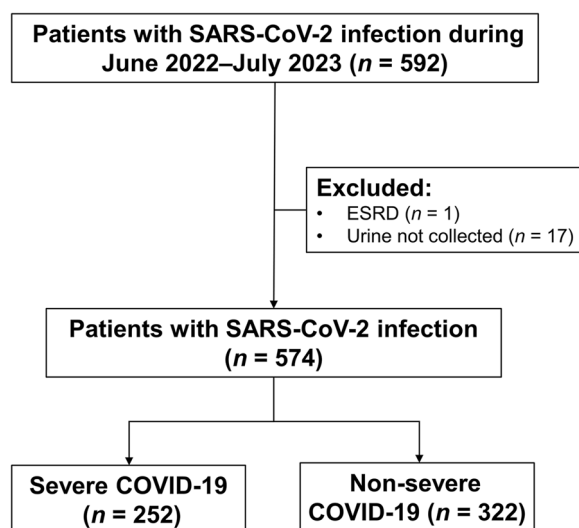 Patients with SARS-CoV-2 infection during
June 2022–July 2023 (n = 592)
Excluded:
• ESRD (n = 1)
• Urine not collected (n = 17)
Patients with SARS-CoV-2 infection
(n = 574)
Severe COVID-19
(n = 252)
Non-severe
COVID-19 (n = 322)